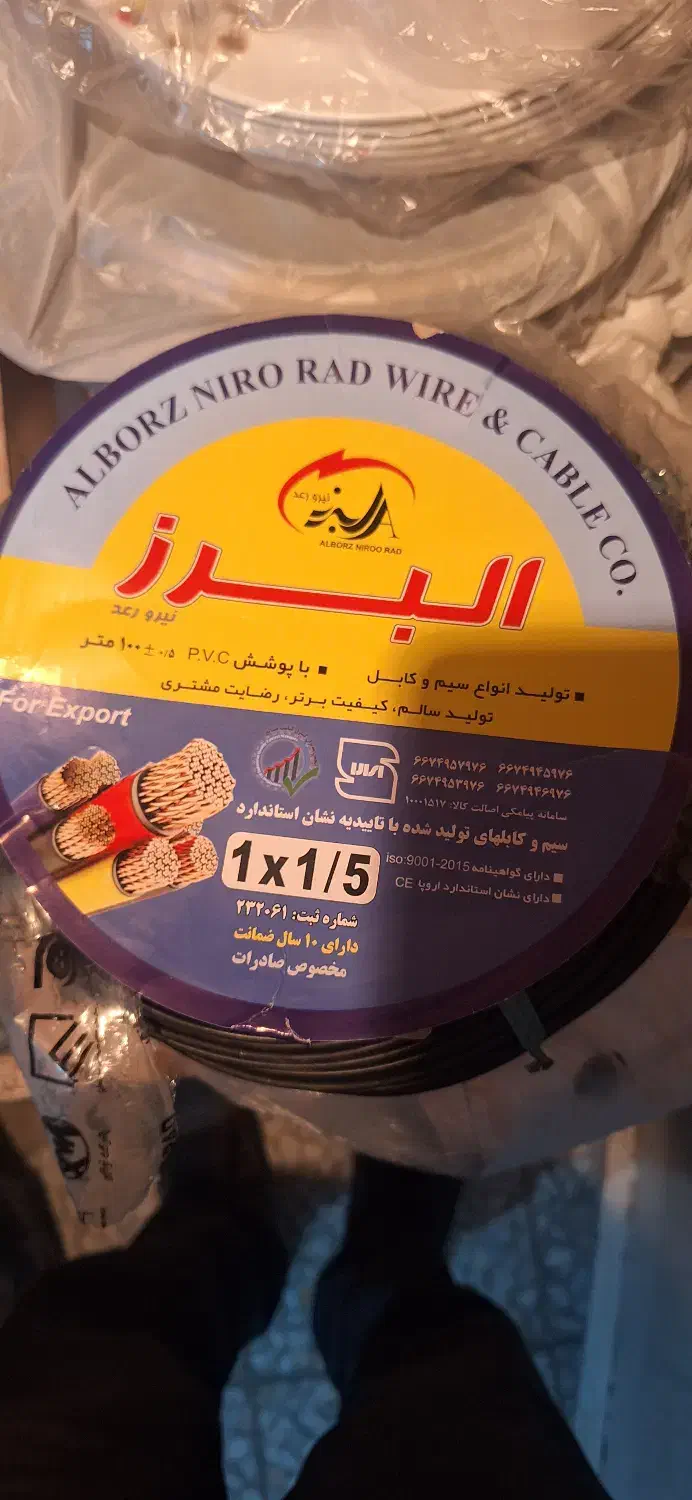 ALBORZ NIRO RAD WIRE & CABLE CO.
نیرو رعد
البرز
A
ALBORZ NIROO RAD
البرز
نیرو رعد
■ تولید انواع سیم و کابل ■ با پوشش P.V.C ۱۰۰ ± ۰/۵ متر
تولید سالم، کیفیت برتر، رضایت مشتری
For Export
۶۶۷۴۹۵۷۹۷۶ ۶۶۷۴۹۴۵۹۷۶
۶۶۷۴۹۵۳۹۷۶ ۶۶۷۴۹۴۶۹۷۶
سامانه پیامکی اصالت کالا: ۱۰۰۰۱۵۱۷
سیم و کابلهای تولید شده با تاییدیه نشان استاندارد
■ دارای گواهینامه iso:9001-2015
■ دارای نشان استاندارد اروپا CE
1x1/5
شماره ثبت: ۲۳۲۰۶۱
دارای ۱۰ سال ضمانت
مخصوص صادرات